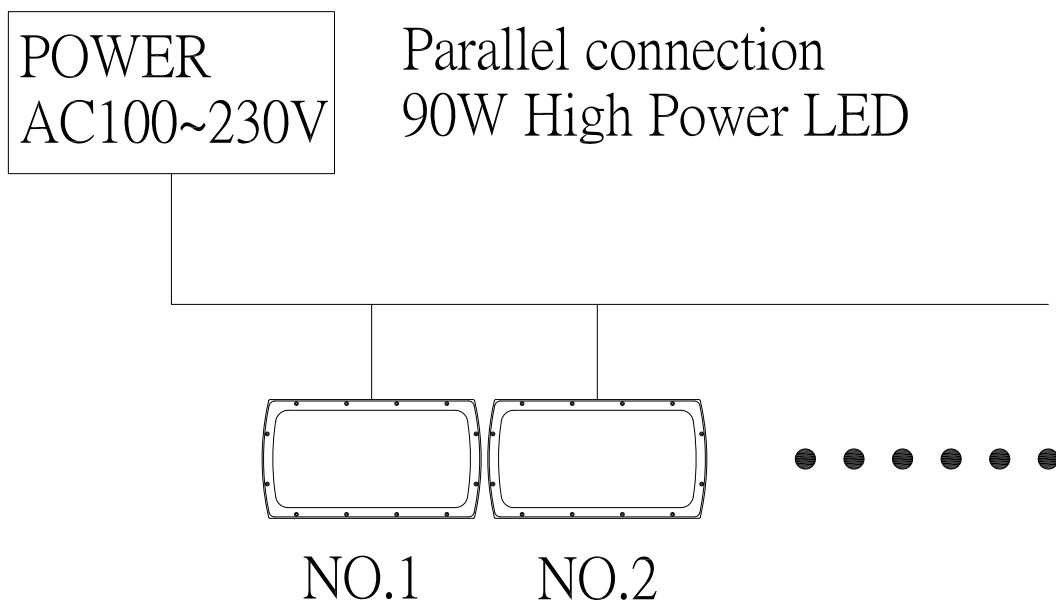 POWER
AC100~230V
Parallel connection
90W High Power LED
NO.1
NO.2